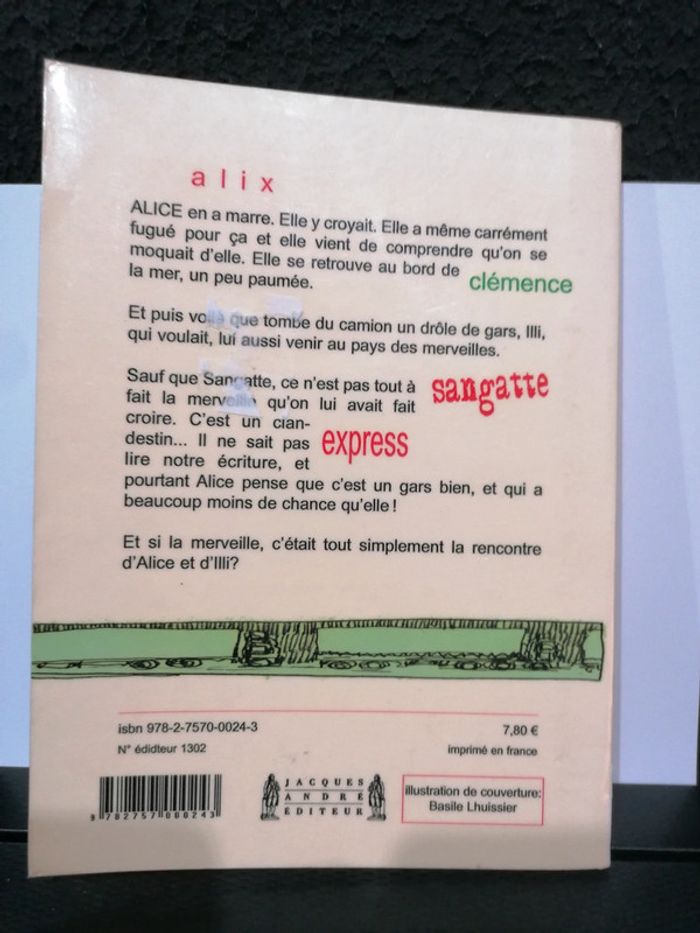 alix
ALICE en a marre. Elle y croyait. Elle a même carrément
fugué pour ça et elle vient de comprendre qu'on se
moquait d'elle. Elle se retrouve au bord de
la mer, un peu paumée.
clémence
Et puis voilà que tombe du camion un drôle de gars, Illi,
qui voulait, lui aussi venir au pays des merveilles.
Sauf que Sangatte, ce n'est pas tout à
fait la merveille qu'on lui avait fait
croire. C'est un clan-
destin... Il ne sait pas
lire notre écriture, et
sangatte
express
pourtant Alice pense que c'est un gars bien, et qui a
beaucoup moins de chance qu'elle !
Et si la merveille, c'était tout simplement la rencontre
d'Alice et d'Illi?
isbn 978-2-7570-0024-3
7,80 €
N° édidteur 1302
imprimé en france
9 782757 000243
JACQUES
ANDRÉ
ÉDITEUR
illustration de couverture:
Basile Lhuissier